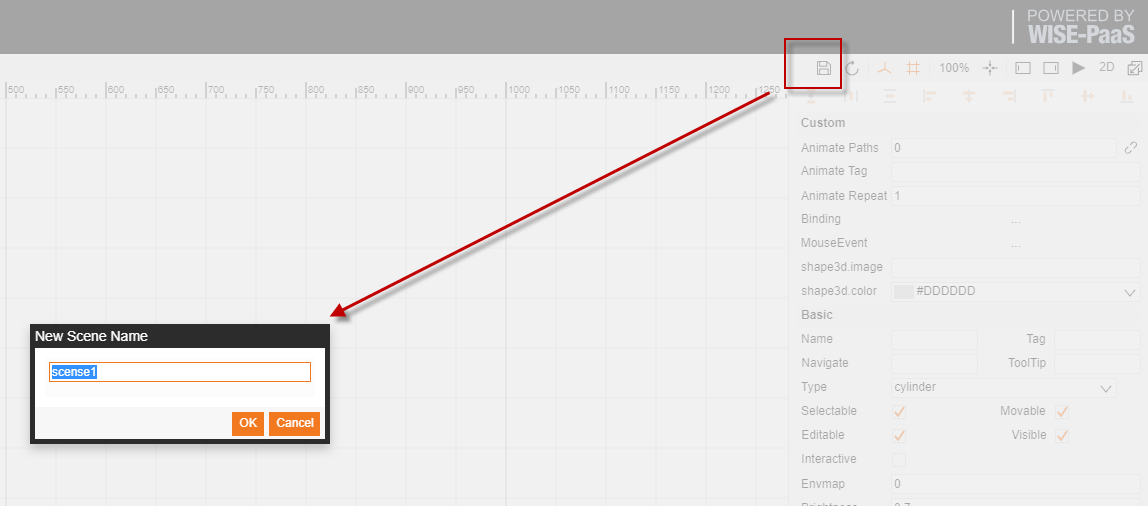 POWERED BY
WISE-PaaS
100%
2D
500 550 600 650 700 750 800 850 900 950 1000 1050 1100 1150 1200 1250
Custom
Animate Paths 0
Animate Tag
Animate Repeat 1
Binding ...
MouseEvent ...
shape3d.image
shape3d.color #DDDDDD
Basic
Name Tag
Navigate ToolTip
Type cylinder
Selectable Movable
Editable Visible
Interactive
Envmap 0
New Scene Name
scense1
OK Cancel